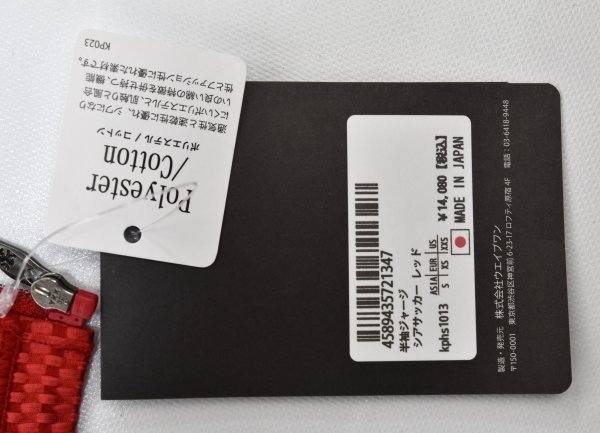 KP023
Polyester
/Cotton
ポリエステル / コットン
通気性と速乾性に優れ、シワになり
にくいポリエステルと、肌触りと風合
いの良い綿の特徴を併せ持つ、機能
性とファッション性に優れた素材です。
4589435721347
半袖ジャージ
シアサッカー レッド
kphs1013
ASIA EUR US
S XS XXS
¥14,080【税込】
MADE IN JAPAN
製造・発売元 株式会社ウエイブワン
〒150-0001 東京都渋谷区神宮前 6-23-17 ロフティ原宿 4F 電話：03-6418-9448